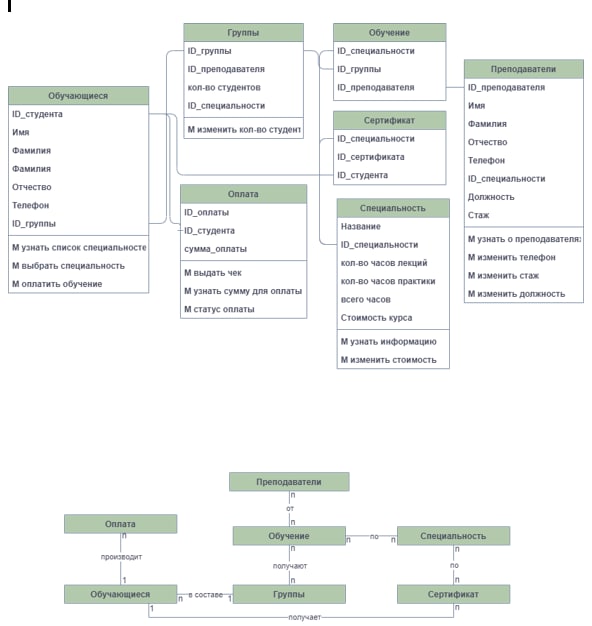 Группы
ID_группы
ID_преподавателя
кол-во студентов
ID_специальности
М изменить кол-во студент
Обучение
ID_специальности
ID_группы
ID_преподавателя
Преподаватели
ID_преподавателя
Имя
Фамилия
Отчество
Телефон
ID_специальности
Должность
Стаж
М узнать о преподавателях
М изменить телефон
М изменить стаж
М изменить должность
Обучающиеся
ID_студента
Имя
Фамилия
Фамилия
Отчество
Телефон
ID_группы
М узнать список специальносте
М выбрать специальность
М оплатить обучение
Сертификат
ID_специальности
ID_сертификата
ID_студента
Оплата
ID_оплаты
ID_студента
сумма_оплаты
М выдать чек
М узнать сумму для оплаты
М статус оплаты
Специальность
Название
ID_специальности
кол-во часов лекций
кол-во часов практики
всего часов
Стоимость курса
М узнать информацию
М изменить стоимость
Преподаватели
п
от
п
Оплата
п
производит
1
Обучение
п
по
п
Специальность
п
получают
п
п
по
п
Обучающиеся
п
в составе
1
Группы
Сертификат
1
получает
п